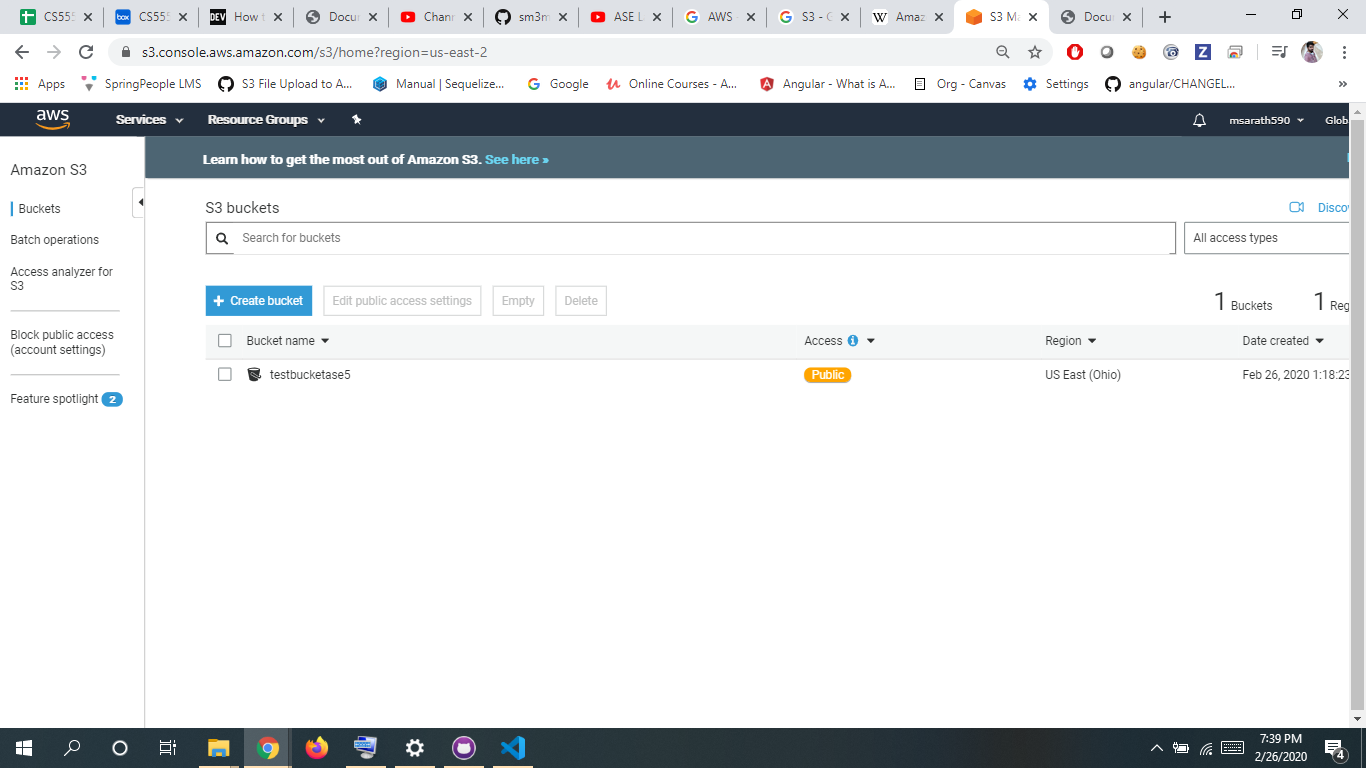 CS555 CS555 How t Docum Chann sm3m ASE L AWS - S3 - G Amaz S3 Ma Docum
s3.console.aws.amazon.com/s3/home?region=us-east-2
Apps SpringPeople LMS S3 File Upload to A... Manual | Sequelize... Google Online Courses - A... Angular - What is A... Org - Canvas Settings angular/CHANGEL... »
aws Services Resource Groups msarath590 Glob
Amazon S3
Buckets
Batch operations
Access analyzer for
S3
Block public access
(account settings)
Feature spotlight 2
Learn how to get the most out of Amazon S3. See here »
S3 buckets Discov
Search for buckets All access types
+ Create bucket Edit public access settings Empty Delete 1 Buckets 1 Reg
Bucket name Access Region Date created
testbucketase5 Public US East (Ohio) Feb 26, 2020 1:18:23
7:39 PM
2/26/2020
4